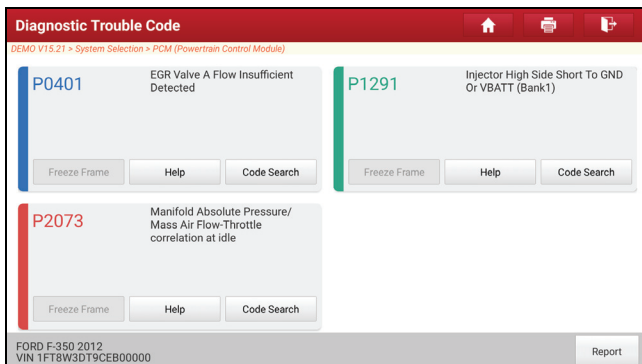 Diagnostic Trouble Code
DEMO V15.21 > System Selection > PCM (Powertrain Control Module)
P0401
EGR Valve A Flow Insufficient
Detected
Freeze Frame
Help
Code Search
P1291
Injector High Side Short To GND
Or VBATT (Bank1)
Freeze Frame
Help
Code Search
P2073
Manifold Absolute Pressure/
Mass Air Flow-Throttle
correlation at idle
Freeze Frame
Help
Code Search
FORD F-350 2012
VIN 1FT8W3DT9CEB00000
Report